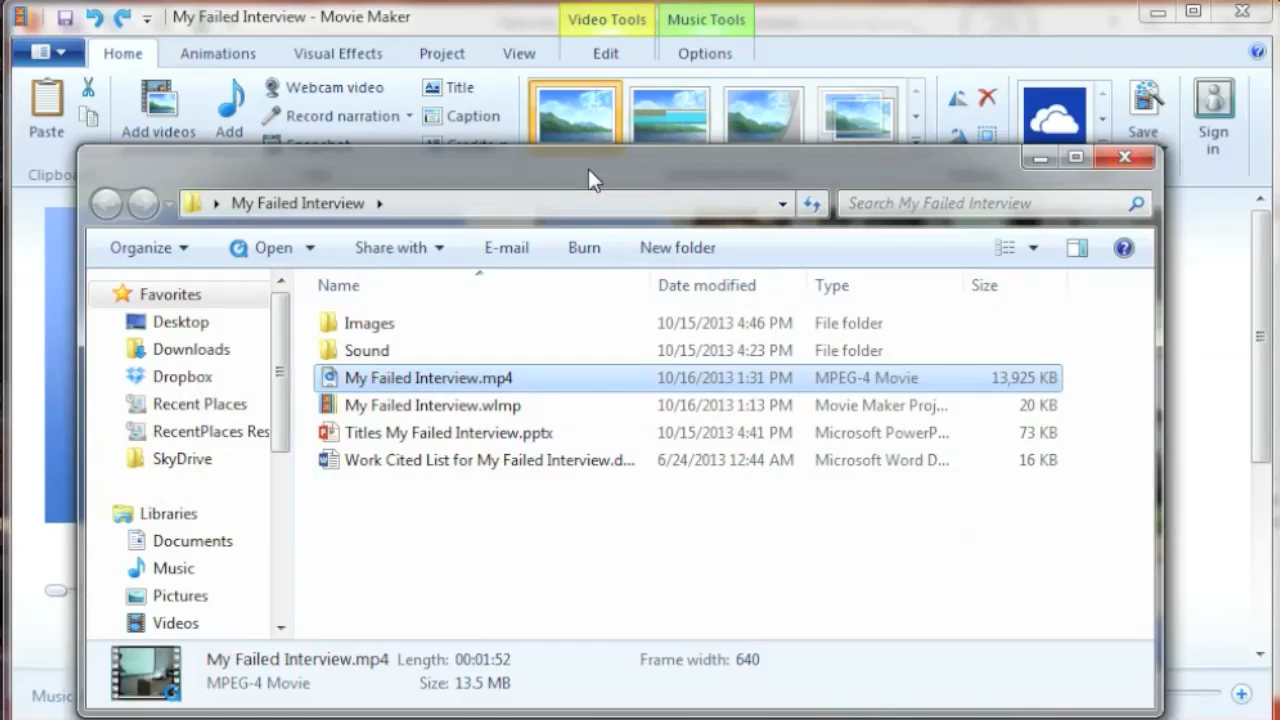 My Failed Interview - Movie Maker
Video Tools
Music Tools
Home
Animations
Visual Effects
Project
View
Edit
Options
Webcam video
Title
Record narration
Caption
Paste
Add videos
Add
Save
Sign
in
My Failed Interview
Search My Failed Interview
Organize
Open
Share with
E-mail
Burn
New folder
Favorites
Desktop
Downloads
Dropbox
Recent Places
RecentPlaces Res
SkyDrive
Libraries
Documents
Music
Pictures
Videos
Name Date modified Type Size
Images 10/15/2013 4:46 PM File folder
Sound 10/15/2013 4:23 PM File folder
My Failed Interview.mp4 10/16/2013 1:31 PM MPEG-4 Movie 13,925 KB
My Failed Interview.wlmp 10/16/2013 1:13 PM Movie Maker Proj... 20 KB
Titles My Failed Interview.pptx 10/15/2013 4:41 PM Microsoft PowerP... 73 KB
Work Cited List for My Failed Interview.d... 6/24/2013 12:44 AM Microsoft Word D... 16 KB
My Failed Interview.mp4 Length: 00:01:52 Frame width: 640
MPEG-4 Movie Size: 13.5 MB
Music